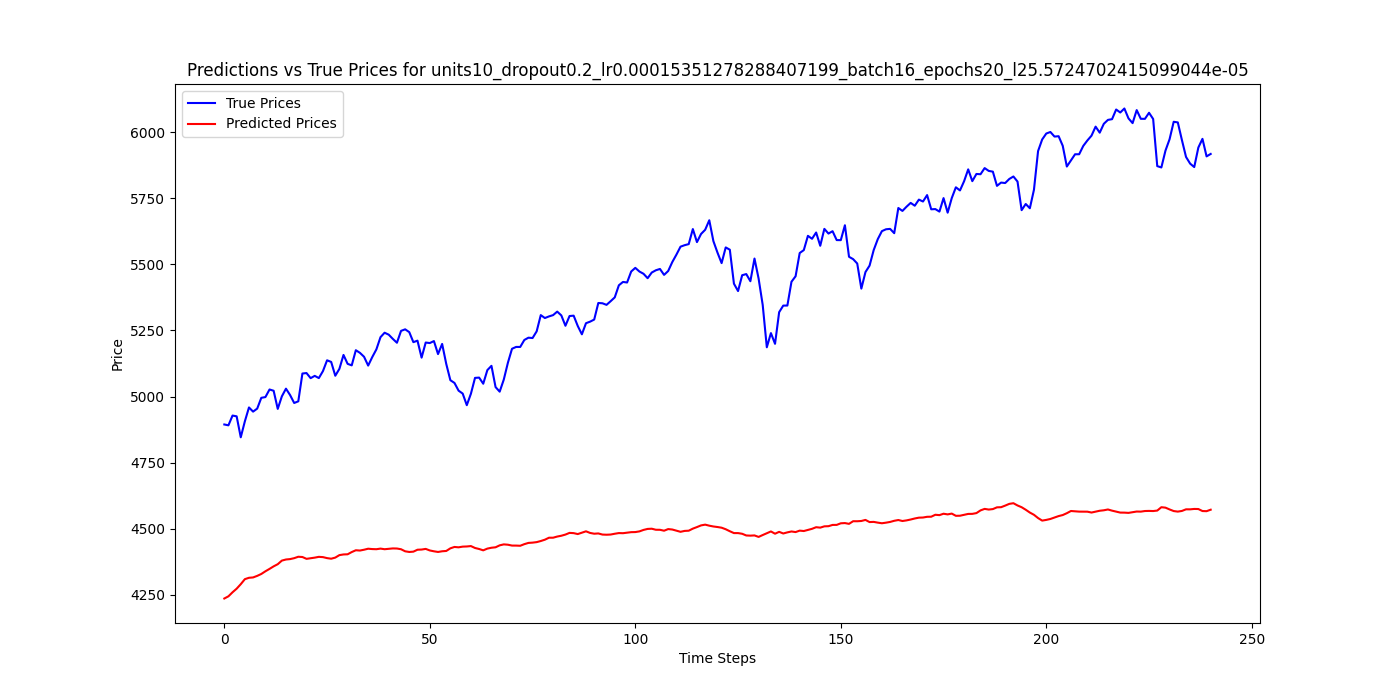 Predictions vs True Prices for units10_dropout0.2_lr0.00015351278288407199_batch16_epochs20_l25.5724702415099044e-05
True Prices
Predicted Prices
6000
5750
5500
5250
5000
4750
4500
4250
Price
0 50 100 150 200 250
Time Steps